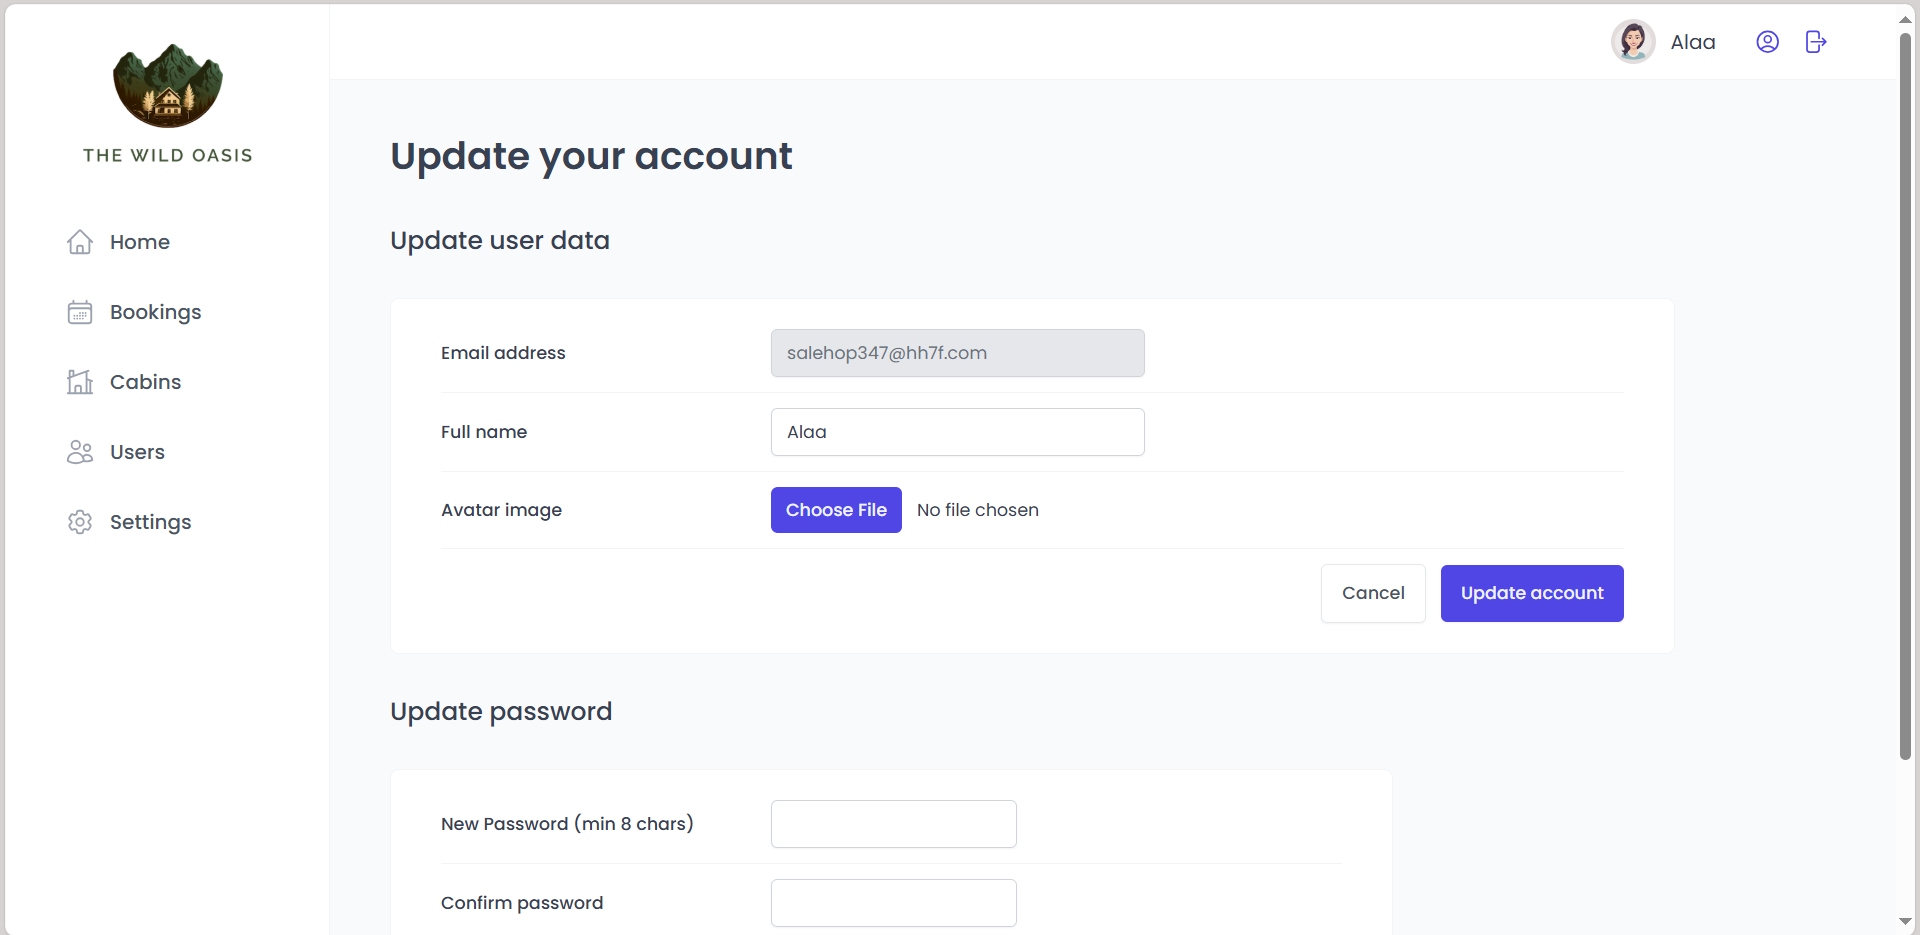 THE WILD OASIS
Home
Bookings
Cabins
Users
Settings
Alaa
Update your account
Update user data
Email address
salehop347@hh7f.com
Full name
Alaa
Avatar image
Choose File No file chosen
Cancel
Update account
Update password
New Password (min 8 chars)
Confirm password